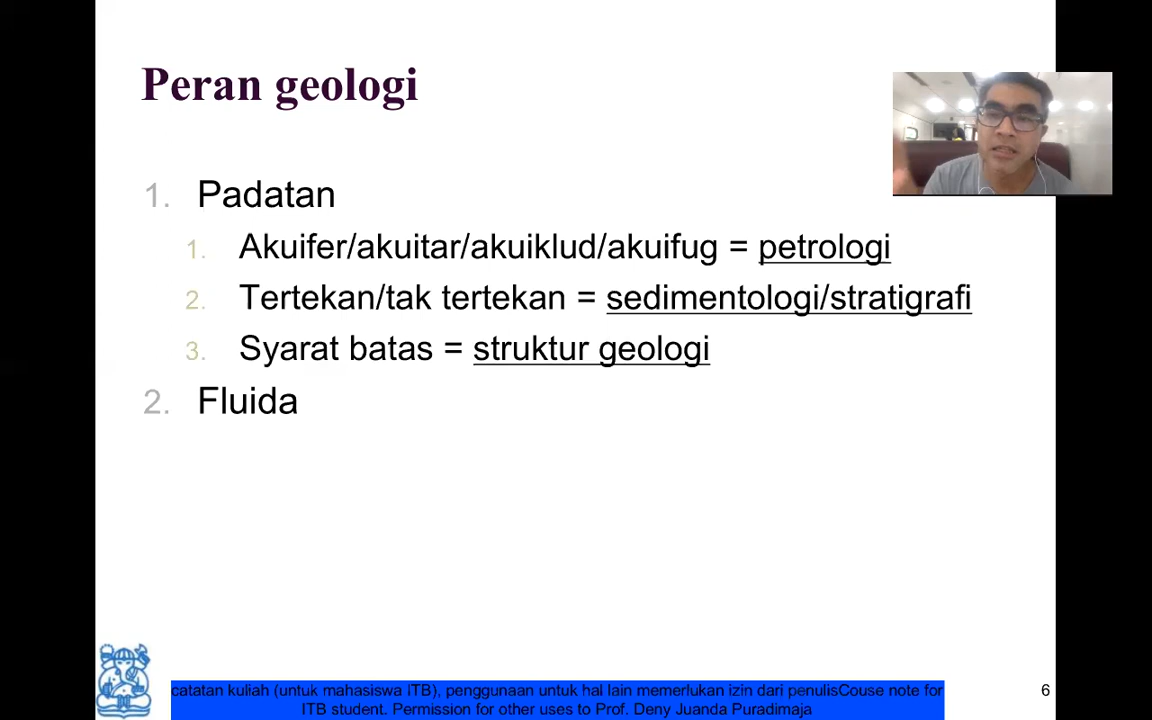 Peran geologi
1. Padatan
1. Akuifer/akuitar/akuiklud/akuifug = petrologi
2. Tertekan/tak tertekan = sedimentologi/stratigrafi
3. Syarat batas = struktur geologi
2. Fluida
catatan kuliah (untuk mahasiswa ITB), penggunaan untuk hal lain memerlukan izin dari penulisCouse note for
ITB student. Permission for other uses to Prof. Deny Juanda Puradimaja
6